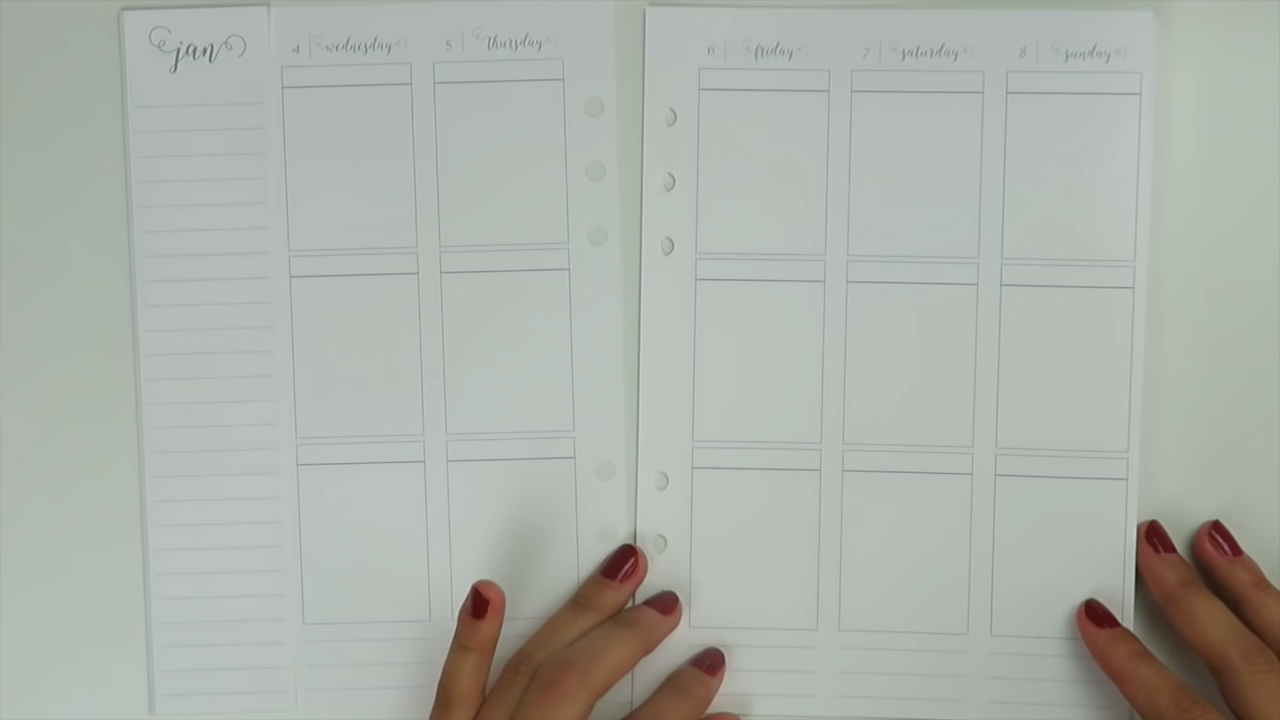 jan
4 | wednesday
5 | thursday
6 | friday
7 | saturday
8 | sunday